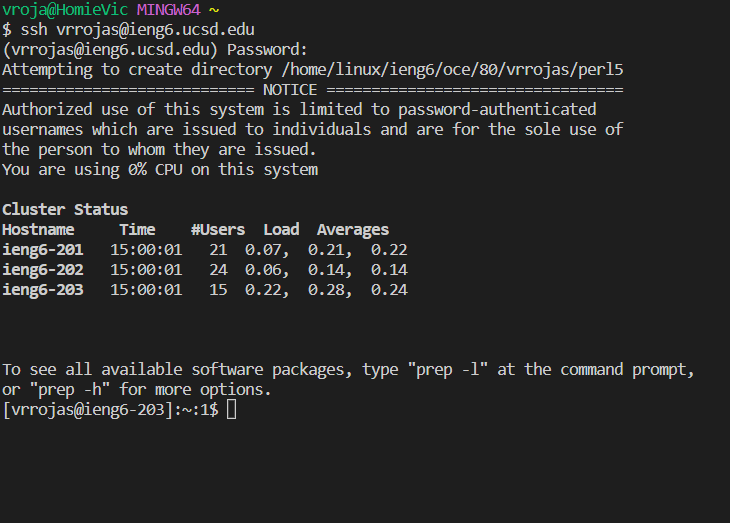 vroja@HomieVic MINGW64 ~
$ ssh vrrojas@ieng6.ucsd.edu
(vrrojas@ieng6.ucsd.edu) Password:
Attempting to create directory /home/linux/ieng6/oce/80/vrrojas/perl5
============================ NOTICE =================================
Authorized use of this system is limited to password-authenticated
usernames which are issued to individuals and are for the sole use of
the person to whom they are issued.
You are using 0% CPU on this system
Cluster Status
Hostname     Time    #Users  Load  Averages
ieng6-201   15:00:01   21  0.07,  0.21,  0.22
ieng6-202   15:00:01   24  0.06,  0.14,  0.14
ieng6-203   15:00:01   15  0.22,  0.28,  0.24
To see all available software packages, type "prep -l" at the command prompt,
or "prep -h" for more options.
[vrrojas@ieng6-203]:~:1$